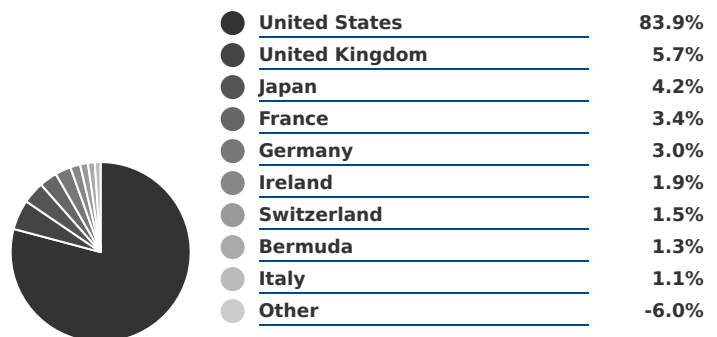 United States 83.9%
United Kingdom 5.7%
Japan 4.2%
France 3.4%
Germany 3.0%
Ireland 1.9%
Switzerland 1.5%
Bermuda 1.3%
Italy 1.1%
Other -6.0%